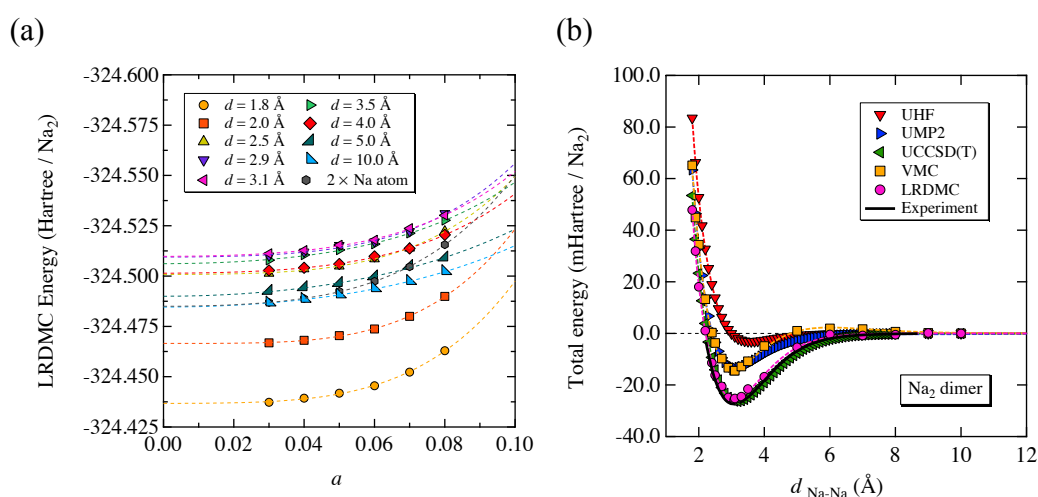 (a)
-324.600
-324.575
-324.550
-324.525
-324.500
-324.475
-324.450
-324.425
LRDMC Energy (Hartree / Na₂)
d = 1.8 Å
d = 2.0 Å
d = 2.5 Å
d = 2.9 Å
d = 3.1 Å
d = 3.5 Å
d = 4.0 Å
d = 5.0 Å
d = 10.0 Å
2 × Na atom
0.00 0.02 0.04 0.06 0.08 0.10
a
(b)
100.0
80.0
60.0
40.0
20.0
0.0
-20.0
-40.0
Total energy (mHartree / Na₂)
UHF
UMP2
UCCSD(T)
VMC
LRDMC
Experiment
Na₂ dimer
2 4 6 8 10 12
d Na-Na (Å)